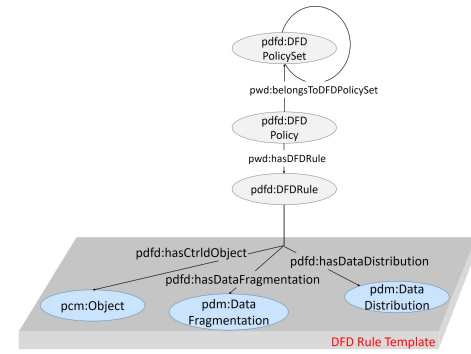 pdfd:DFD
PolicySet
pwd:belongsToDFDPolicySet
pdfd:DFD
Policy
pwd:hasDFDRule
pdfd:DFDRule
pdfd:hasCtrldObject
pdfd:hasDataDistribution
pdfd:hasDataFragmentation
pcm:Object
pdm:Data
Fragmentation
pdm:Data
Distribution
DFD Rule Template